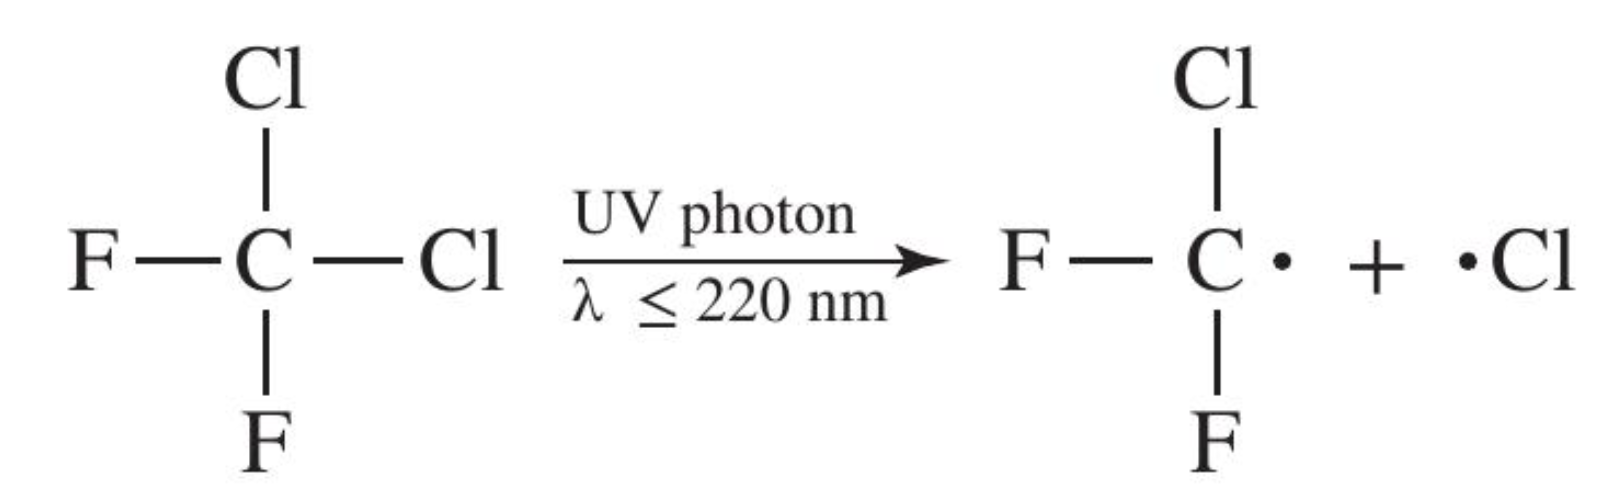 Cl Cl
UV photon
F — C — Cl F — C· + ·Cl
λ ≤ 220 nm
F F